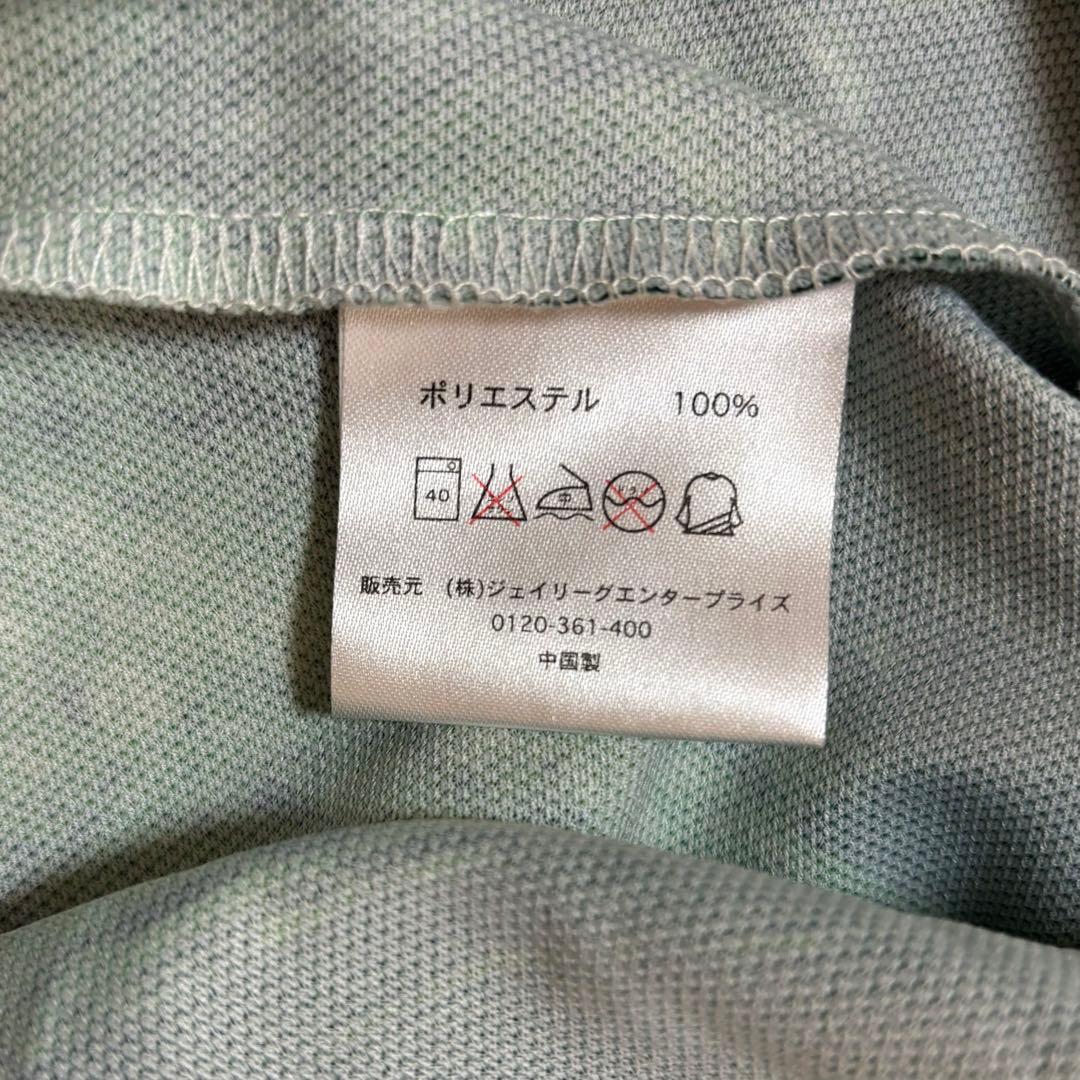 ポリエステル 100%
40
中
販売元 (株)ジェイリーグエンタープライズ
0120-361-400
中国製